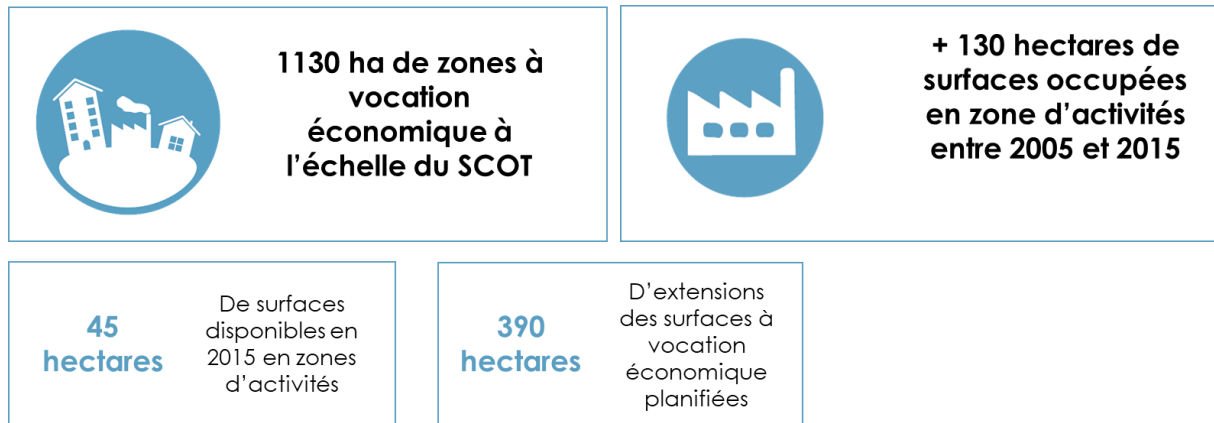 1130 ha de zones à
vocation
économique à
l'échelle du SCOT
+ 130 hectares de
surfaces occupées
en zone d'activités
entre 2005 et 2015
45
hectares
De surfaces
disponibles en
2015 en zones
d'activités
390
hectares
D'extensions
des surfaces à
vocation
économique
planifiées